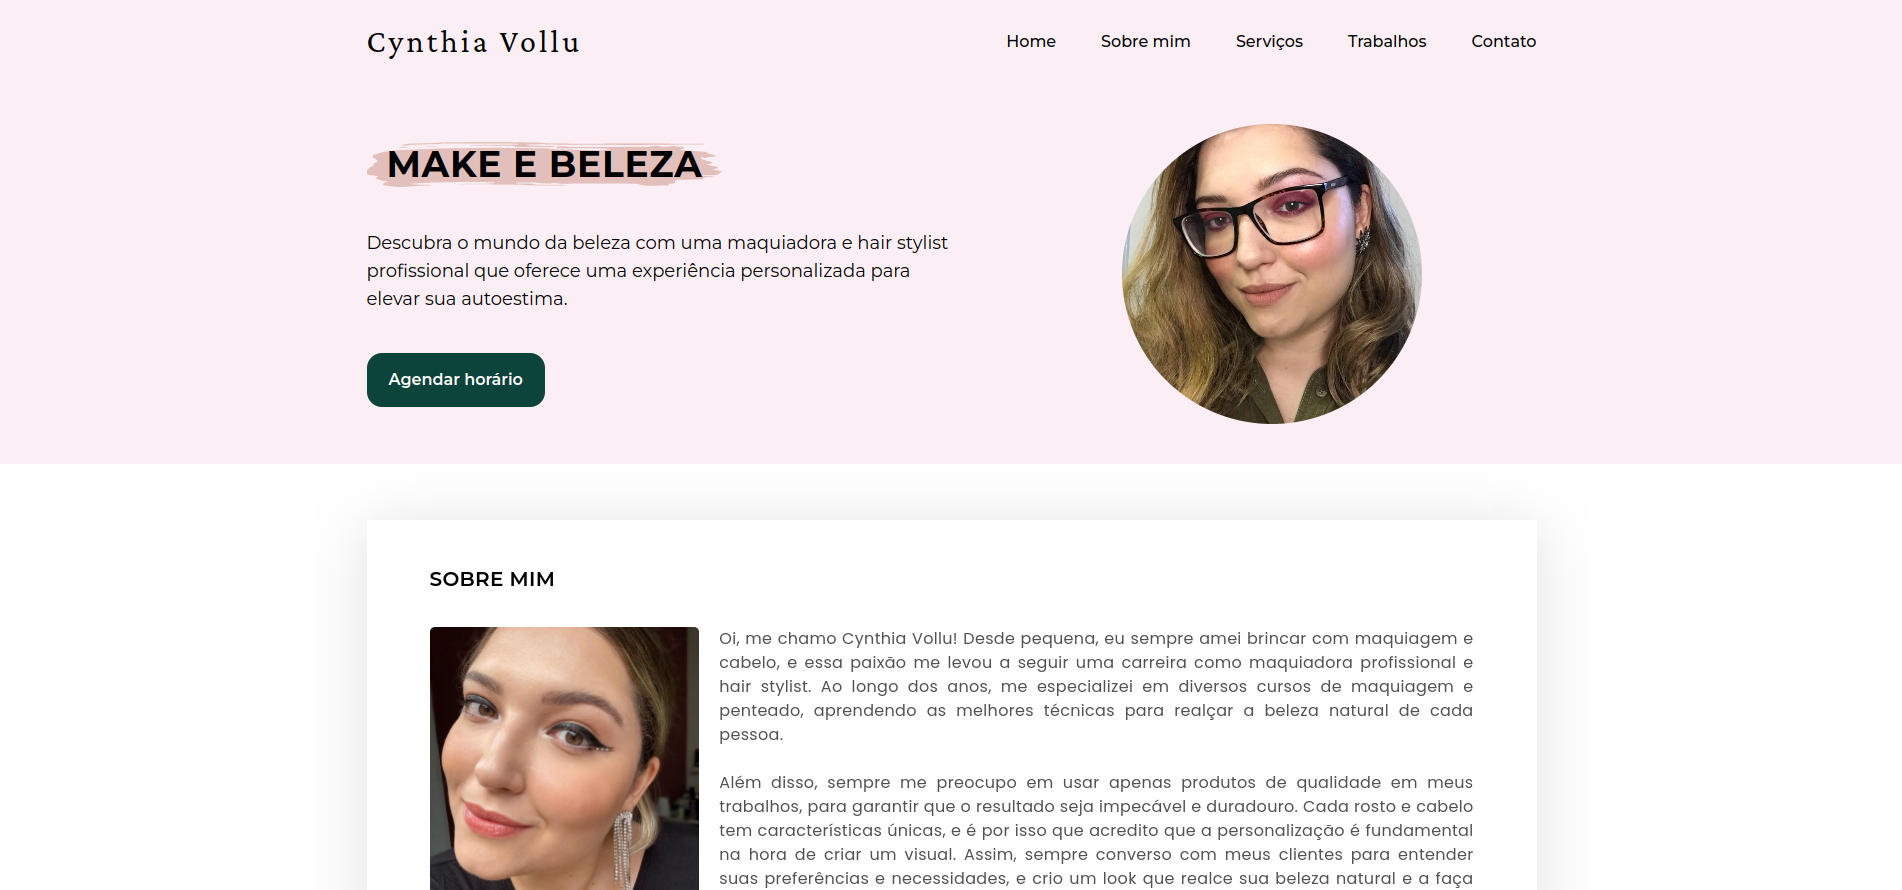 Cynthia Vollu
Home Sobre mim Serviços Trabalhos Contato
MAKE E BELEZA
Descubra o mundo da beleza com uma maquiadora e hair stylist
profissional que oferece uma experiência personalizada para
elevar sua autoestima.
Agendar horário
SOBRE MIM
Oi, me chamo Cynthia Vollu! Desde pequena, eu sempre amei brincar com maquiagem e
cabelo, e essa paixão me levou a seguir uma carreira como maquiadora profissional e
hair stylist. Ao longo dos anos, me especializei em diversos cursos de maquiagem e
penteado, aprendendo as melhores técnicas para realçar a beleza natural de cada
pessoa.
Além disso, sempre me preocupo em usar apenas produtos de qualidade em meus
trabalhos, para garantir que o resultado seja impecável e duradouro. Cada rosto e cabelo
tem características únicas, e é por isso que acredito que a personalização é fundamental
na hora de criar um visual. Assim, sempre converso com meus clientes para entender
suas preferências e necessidades, e crio um look que realce sua beleza natural e a faça